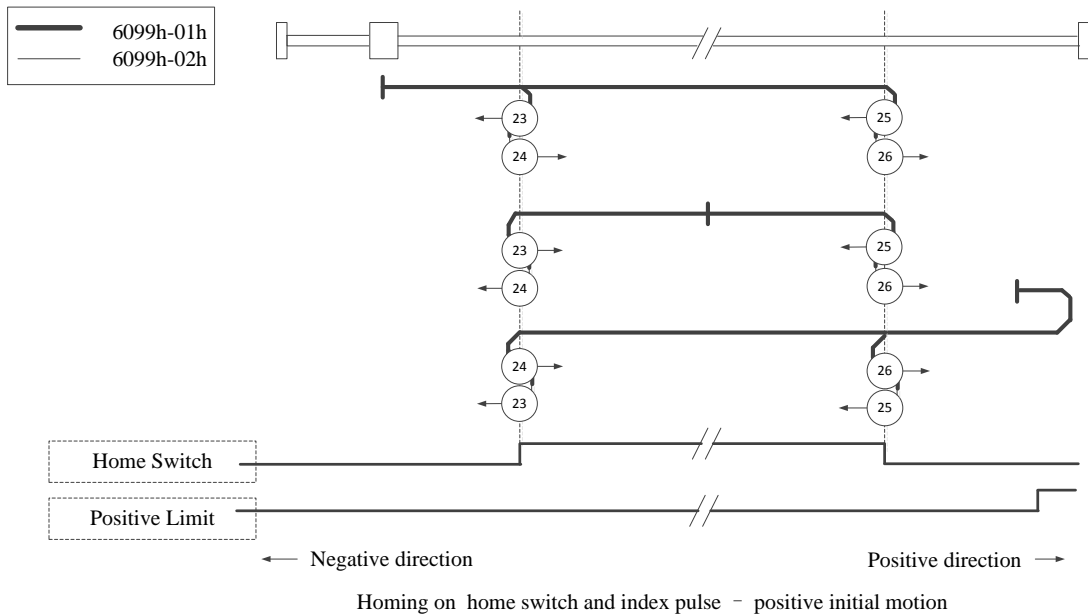 6099h-01h
6099h-02h
23
25
24
26
23
25
24
26
24
26
23
25
Home Switch
Positive Limit
Negative direction
Positive direction
Homing on home switch and index pulse - positive initial motion